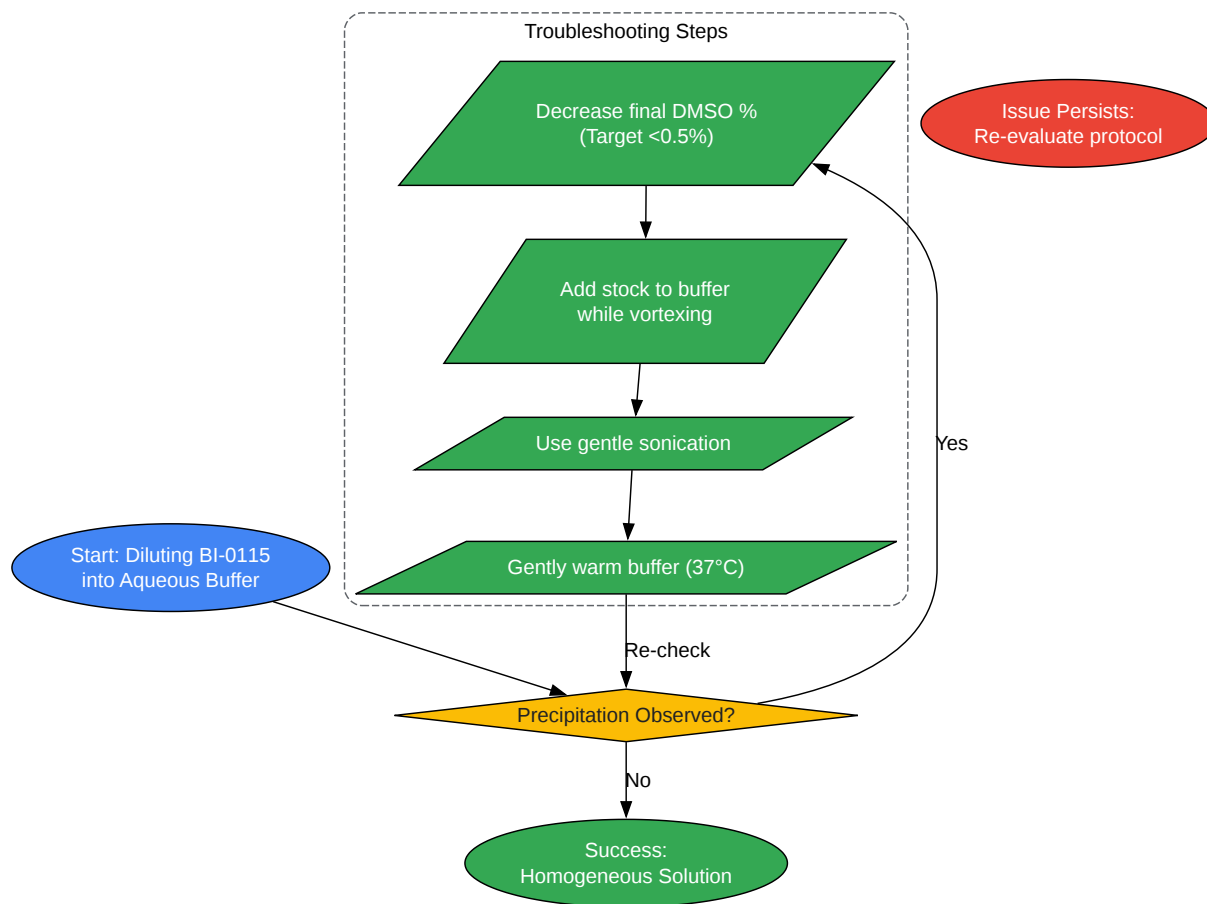 Troubleshooting Steps
Decrease final DMSO %
(Target <0.5%)
Issue Persists:
Re-evaluate protocol
Add stock to buffer
while vortexing
Use gentle sonication
Yes
Start: Diluting BI-0115
into Aqueous Buffer
Gently warm buffer (37°C)
Re-check
Precipitation Observed?
No
Success:
Homogeneous Solution